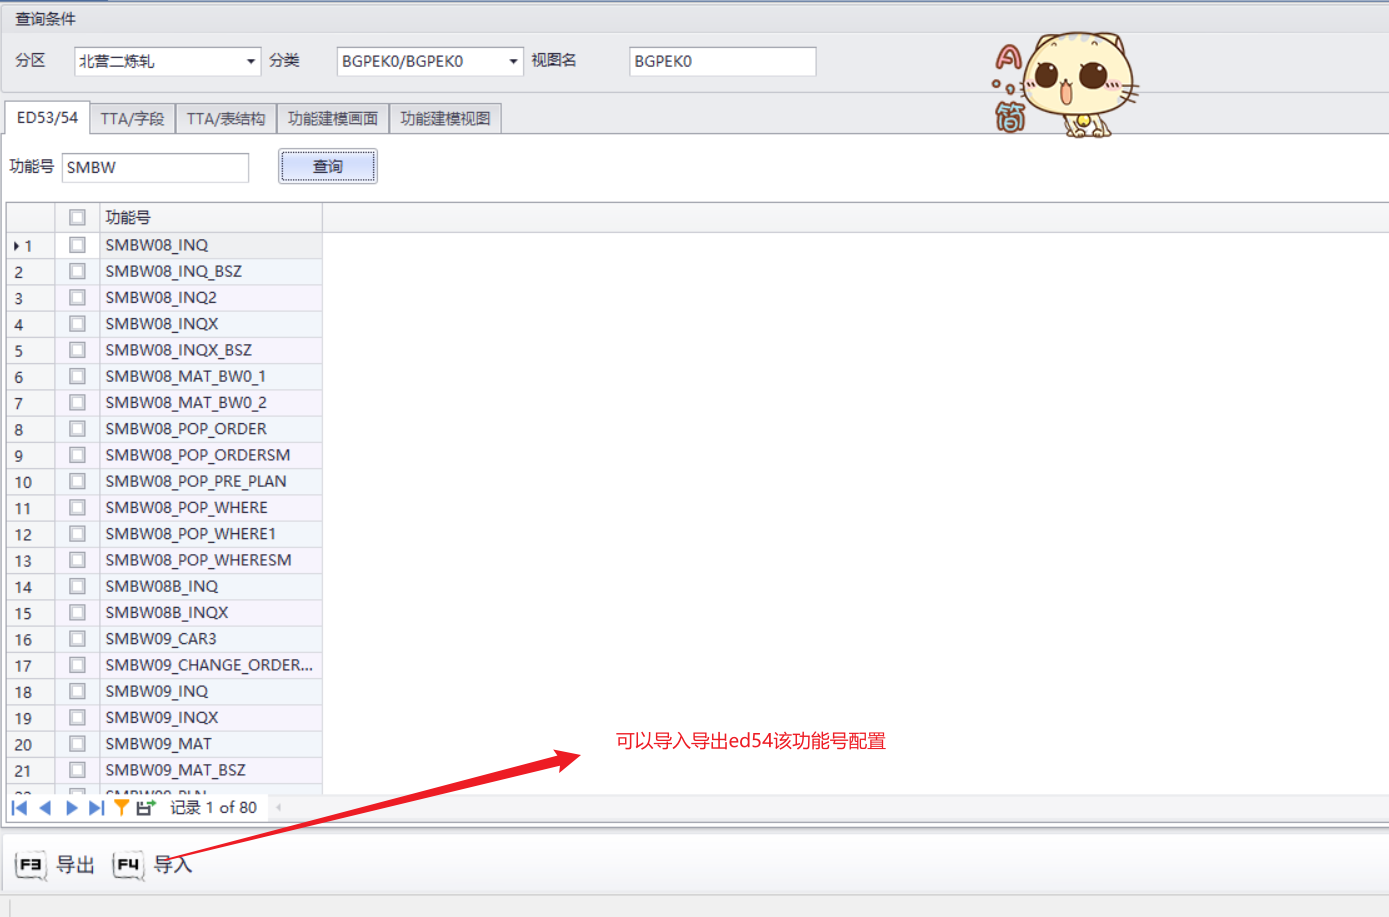 查询条件
分区 北营二炼轧 分类 BGPEK0/BGPEK0 视图名 BGPEK0
A
简
ED53/54 TTA/字段 TTA/表结构 功能建模画面 功能建模视图
功能号 SMBW 查询
功能号
1 SMBW08_INQ
2 SMBW08_INQ_BSZ
3 SMBW08_INQ2
4 SMBW08_INQX
5 SMBW08_INQX_BSZ
6 SMBW08_MAT_BW0_1
7 SMBW08_MAT_BW0_2
8 SMBW08_POP_ORDER
9 SMBW08_POP_ORDERSM
10 SMBW08_POP_PRE_PLAN
11 SMBW08_POP_WHERE
12 SMBW08_POP_WHERE1
13 SMBW08_POP_WHERESM
14 SMBW08B_INQ
15 SMBW08B_INQX
16 SMBW09_CAR3
17 SMBW09_CHANGE_ORDER...
18 SMBW09_INQ
19 SMBW09_INQX
20 SMBW09_MAT
21 SMBW09_MAT_BSZ
可以导入导出ed54该功能号配置
记录 1 of 80
F3 导出 F4 导入